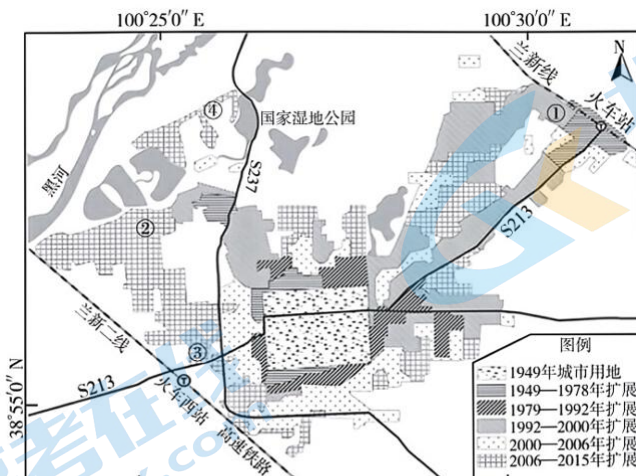 100°25′0″ E
100°30′0″ E
N
兰新线
①
火车站
④
国家湿地公园
黑河
S237
S213
②
兰新二线
③
S213
火车西站
高速铁路
38°55′0″ N
图例
1949年城市用地
1949—1978年扩展
1979—1992年扩展
1992—2000年扩展
2000—2006年扩展
2006—2015年扩展
考在线